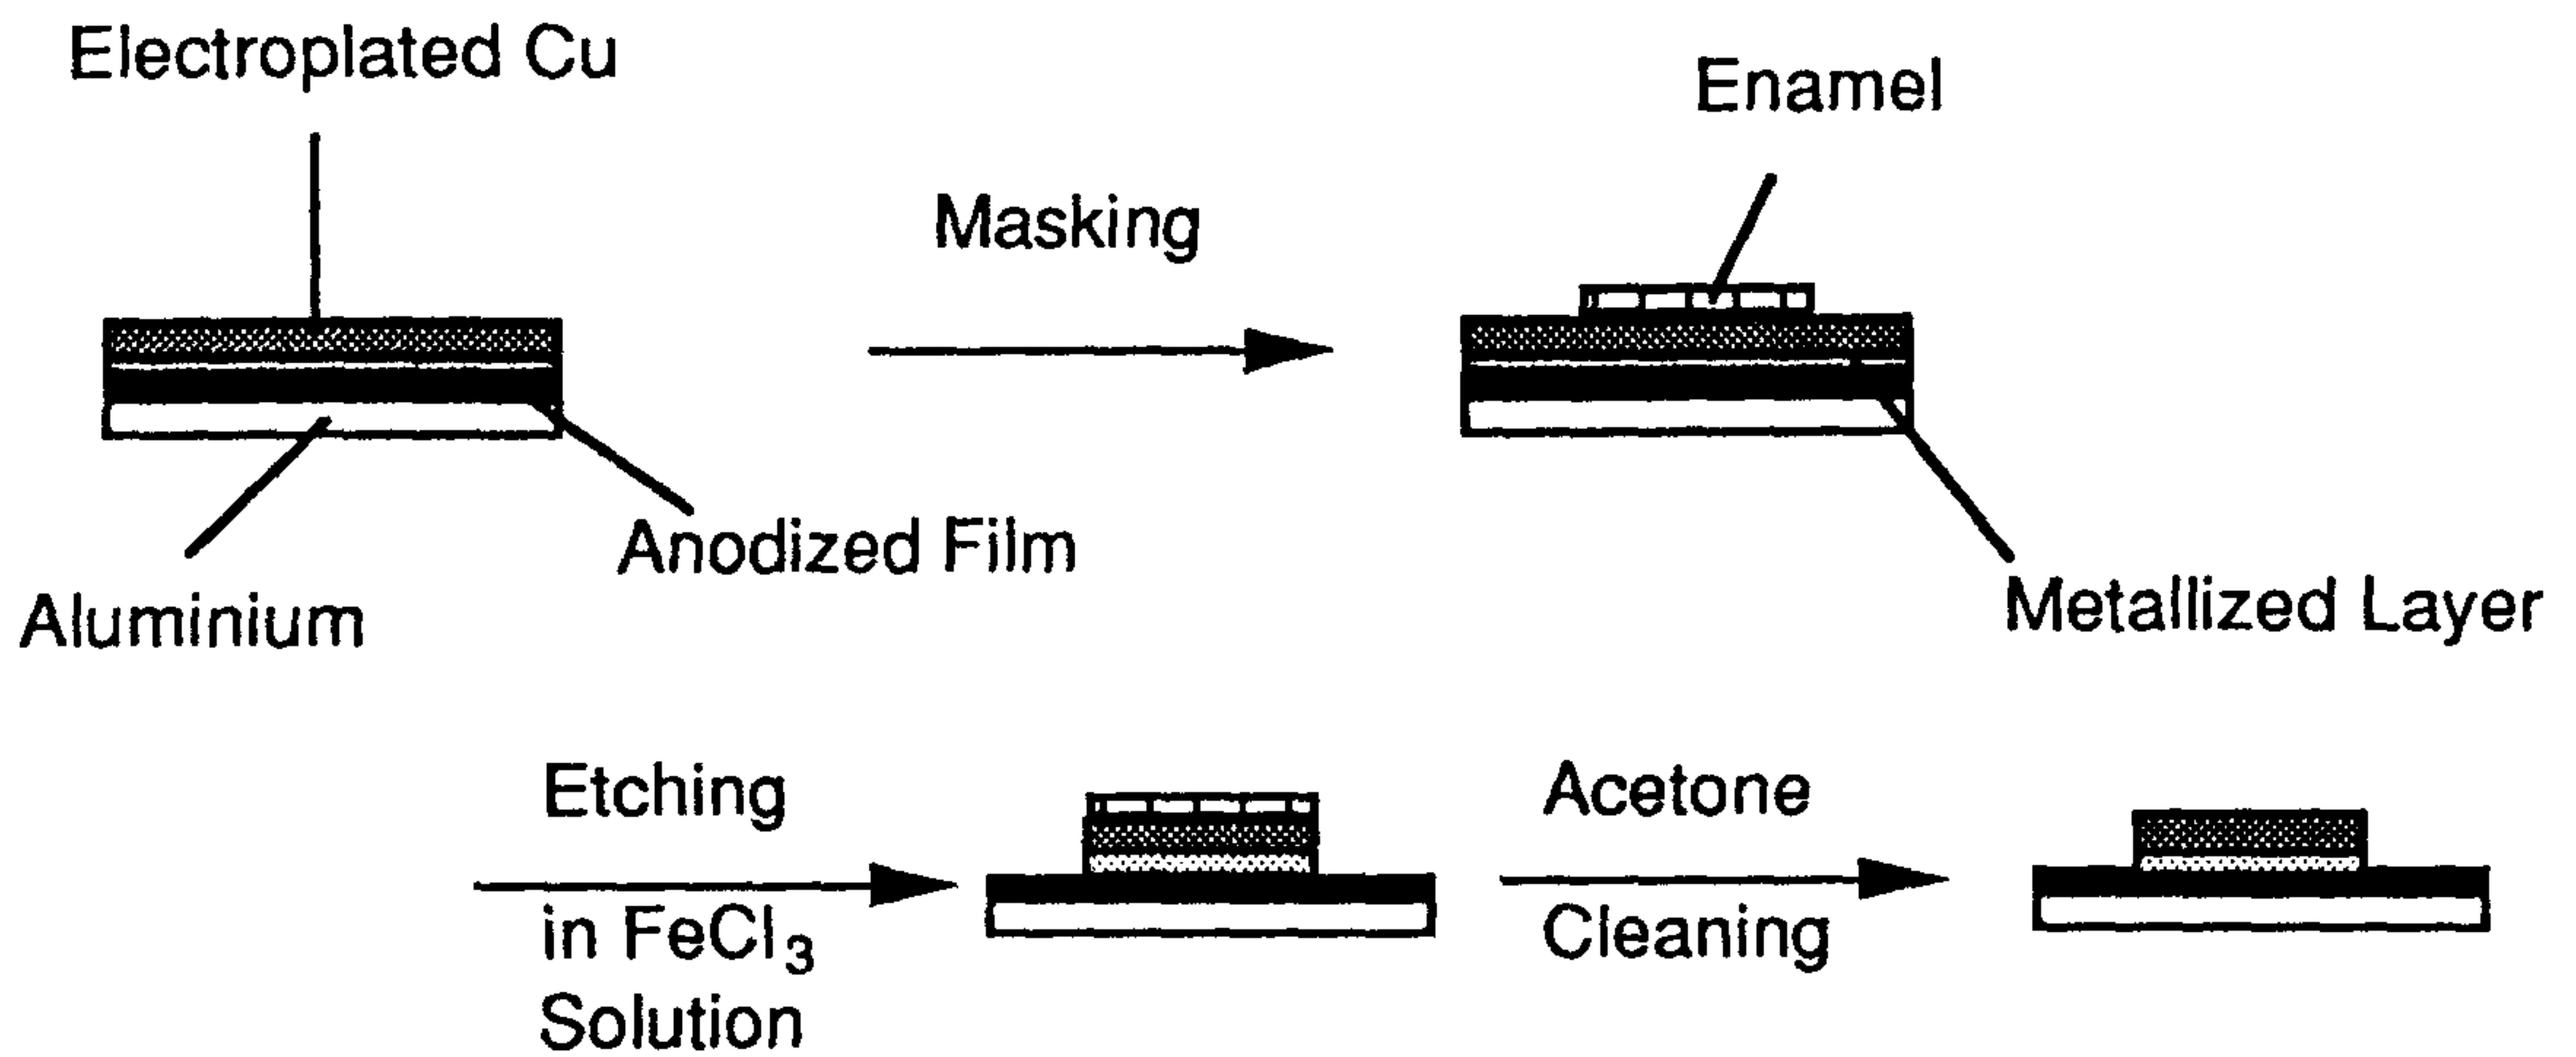 Electroplated Cu
Enamel
Masking
Anodized Film
Aluminium
Metallized Layer
Etching
in FeCl₃
Solution
Acetone
Cleaning